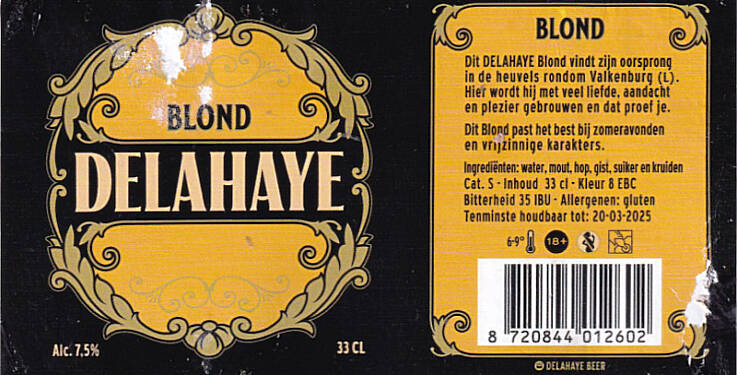 BLOND
DELAHAYE
Alc. 7,5%
33 CL
BLOND
Dit DELAHAYE Blond vindt zijn oorsprong
in de heuvels rondom Valkenburg (L).
Hier wordt hij met veel liefde, aandacht
en plezier gebrouwen en dat proef je.
Dit Blond past het best bij zomeravonden
en vrijzinnige karakters.
Ingrediënten: water, mout, hop, gist, suiker en kruiden
Cat. S - Inhoud 33 cl - Kleur 8 EBC
Bitterheid 35 IBU - Allergenen: gluten
Tenminste houdbaar tot: 20-03-2025
6-9° 18+
8 720844 012602
DELAHAYE BEER